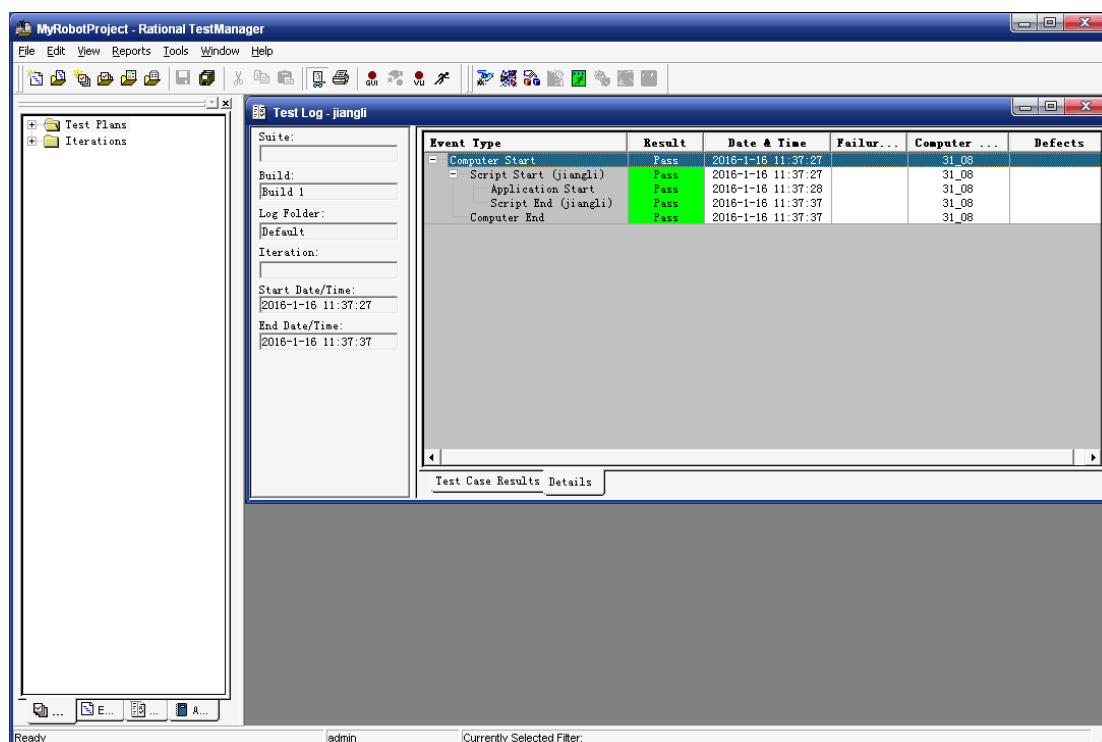 MyRobotProject - Rational TestManager
File Edit View Reports Tools Window Help
GUI VU
Test Plans
Iterations
Test Log - jiangli
Suite:
Build:
Build 1
Log Folder:
Default
Iteration:
Start Date/Time:
2016-1-16 11:37:27
End Date/Time:
2016-1-16 11:37:37
Event Type Result Date & Time Failur... Computer ... Defects
Computer Start Pass 2016-1-16 11:37:27 31_08
Script Start (jiangli) Pass 2016-1-16 11:37:27 31_08
Application Start Pass 2016-1-16 11:37:28 31_08
Script End (jiangli) Pass 2016-1-16 11:37:37 31_08
Computer End Pass 2016-1-16 11:37:37 31_08
Test Case Results Details
... E... ... A...
Ready admin Currently Selected Filter: